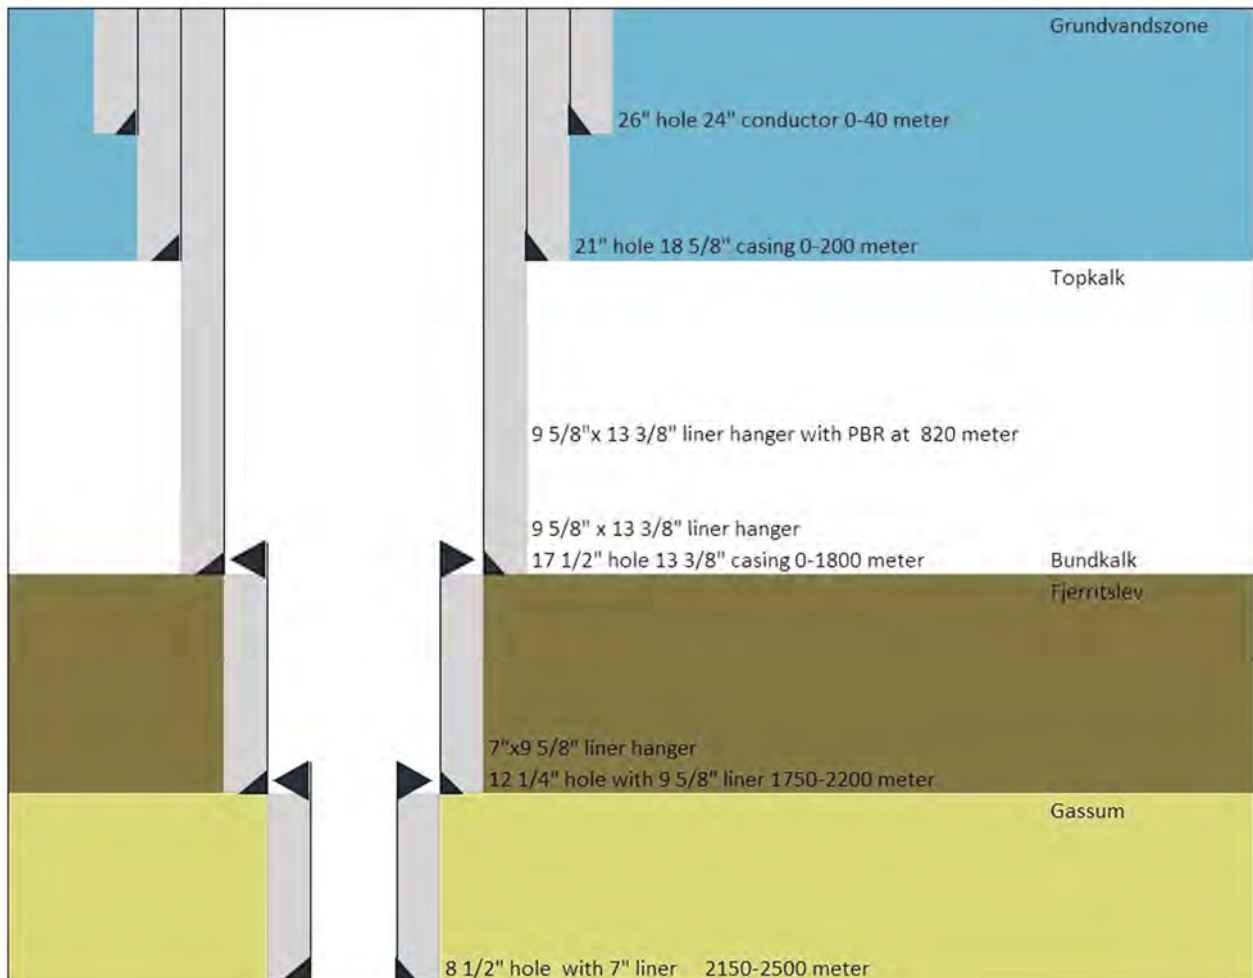 Grundvandszone
26" hole 24" conductor 0-40 meter
21" hole 18 5/8" casing 0-200 meter
Topkalk
9 5/8"x 13 3/8" liner hanger with PBR at 820 meter
9 5/8" x 13 3/8" liner hanger
17 1/2" hole 13 3/8" casing 0-1800 meter
Bundkalk
Fjerritslev
7"x9 5/8" liner hanger
12 1/4" hole with 9 5/8" liner 1750-2200 meter
Gassum
8 1/2" hole with 7" liner 2150-2500 meter